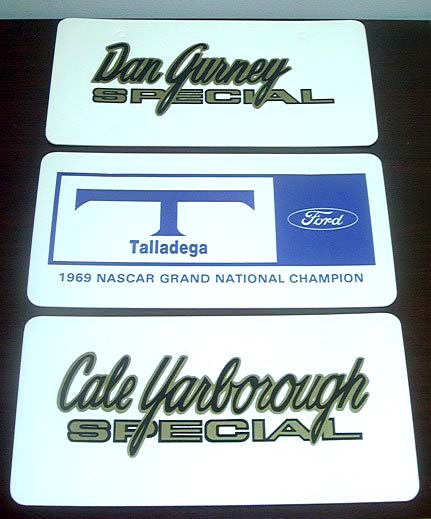 Dan Gurney
SPECIAL
T
Talladega
Ford
1969 NASCAR GRAND NATIONAL CHAMPION
Cale Yarborough
SPECIAL